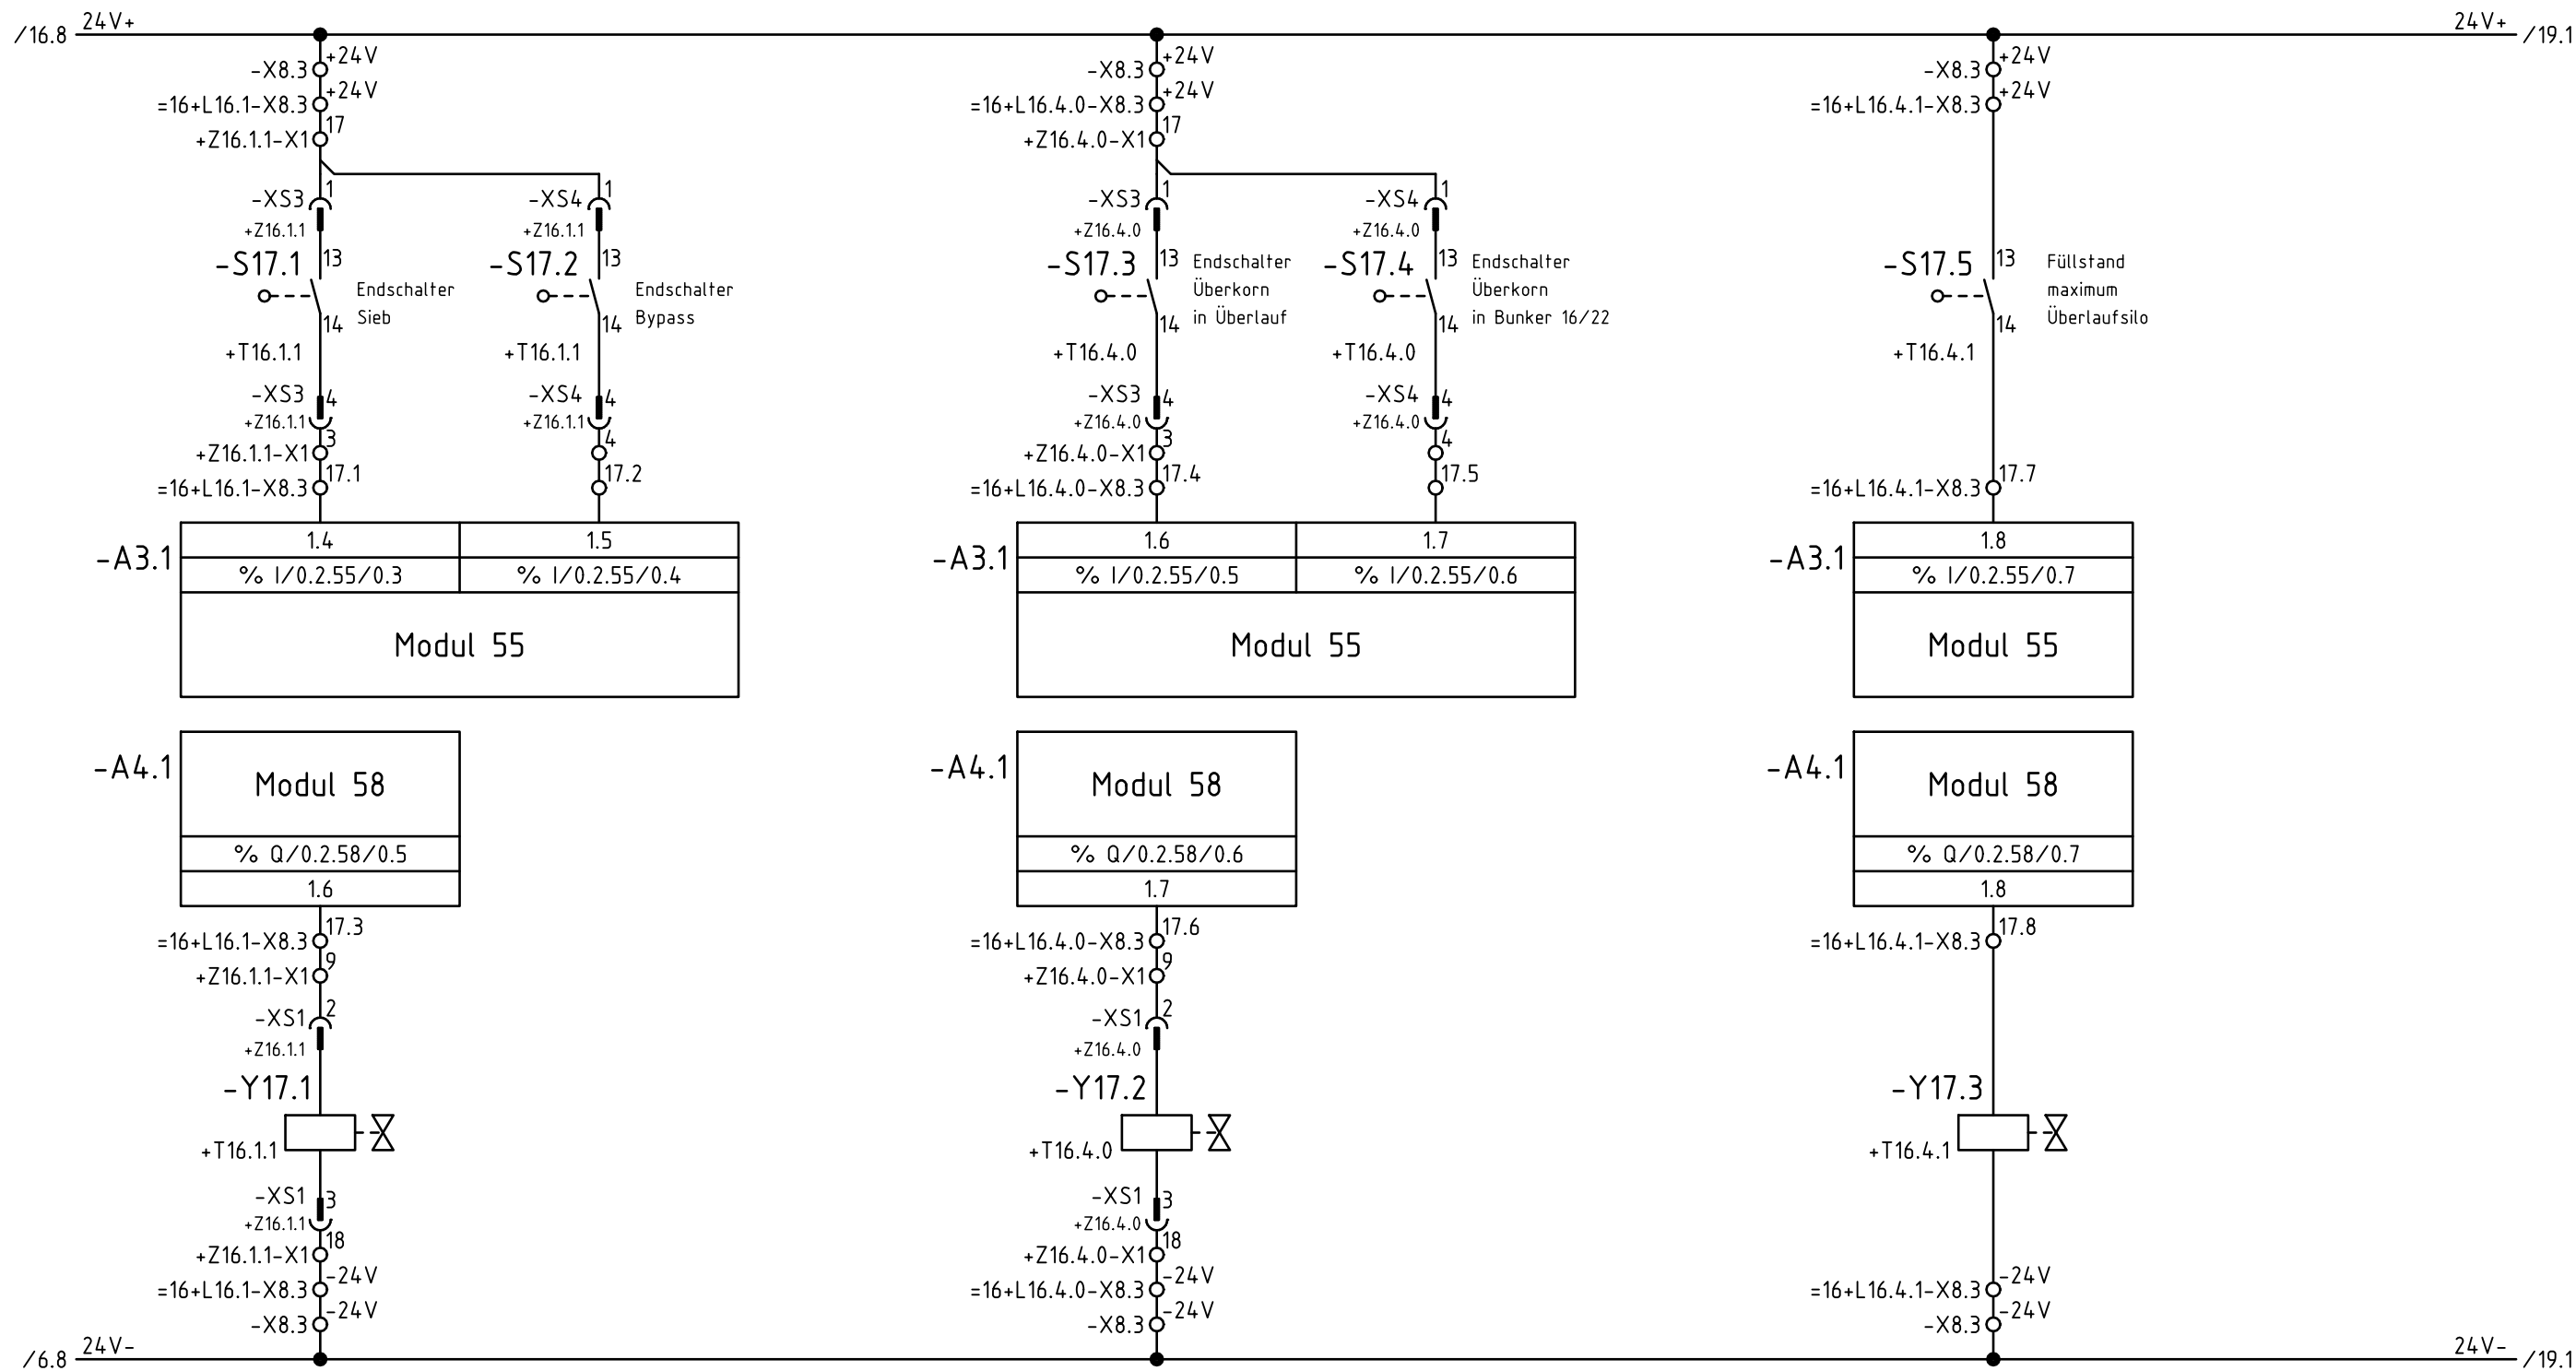 24V+ 24V+
/16.8 /19.1
+24V +24V +24V
-X8.3 -X8.3 -X8.3
+24V +24V +24V
=16+L16.1-X8.3 =16+L16.4.0-X8.3 =16+L16.4.1-X8.3
17 17
+Z16.1.1-X1 +Z16.4.0-X1
1 1 1 1
-XS3 -XS4 -XS3 -XS4
+Z16.1.1 +Z16.1.1 +Z16.4.0 +Z16.4.0
-S17.1 13 -S17.2 13 -S17.3 13 Endschalter -S17.4 13 Endschalter -S17.5 13 Füllstand
Endschalter Endschalter Überkorn Überkorn maximum
Sieb Bypass in Überlauf in Bunker 16/22 Überlaufsilo
14 14 14 14 14
+T16.1.1 +T16.1.1 +T16.4.0 +T16.4.0 +T16.4.1
-XS3 4 -XS4 4 -XS3 4 -XS4 4
+Z16.1.1 +Z16.1.1 +Z16.4.0 +Z16.4.0
3 4 3 4
+Z16.1.1-X1 +Z16.4.0-X1
17.1 17.2 17.4 17.5 17.7
=16+L16.1-X8.3 =16+L16.4.0-X8.3 =16+L16.4.1-X8.3
1.4 1.5 1.6 1.7 1.8
-A3.1 -A3.1 -A3.1
% I/0.2.55/0.3 % I/0.2.55/0.4 % I/0.2.55/0.5 % I/0.2.55/0.6 % I/0.2.55/0.7
Modul 55 Modul 55 Modul 55
-A4.1 -A4.1 -A4.1
Modul 58 Modul 58 Modul 58
% Q/0.2.58/0.5 % Q/0.2.58/0.6 % Q/0.2.58/0.7
1.6 1.7 1.8
17.3 17.6 17.8
=16+L16.1-X8.3 =16+L16.4.0-X8.3 =16+L16.4.1-X8.3
9 9
+Z16.1.1-X1 +Z16.4.0-X1
2 2
-XS1 -XS1
+Z16.1.1 +Z16.4.0
-Y17.1 -Y17.2 -Y17.3
+T16.1.1 +T16.4.0 +T16.4.1
-XS1 3 -XS1 3
+Z16.1.1 +Z16.4.0
18 18
+Z16.1.1-X1 +Z16.4.0-X1
-24V -24V -24V
=16+L16.1-X8.3 =16+L16.4.0-X8.3 =16+L16.4.1-X8.3
-24V -24V -24V
-X8.3 -X8.3 -X8.3
24V- 24V-
/6.8 /19.1